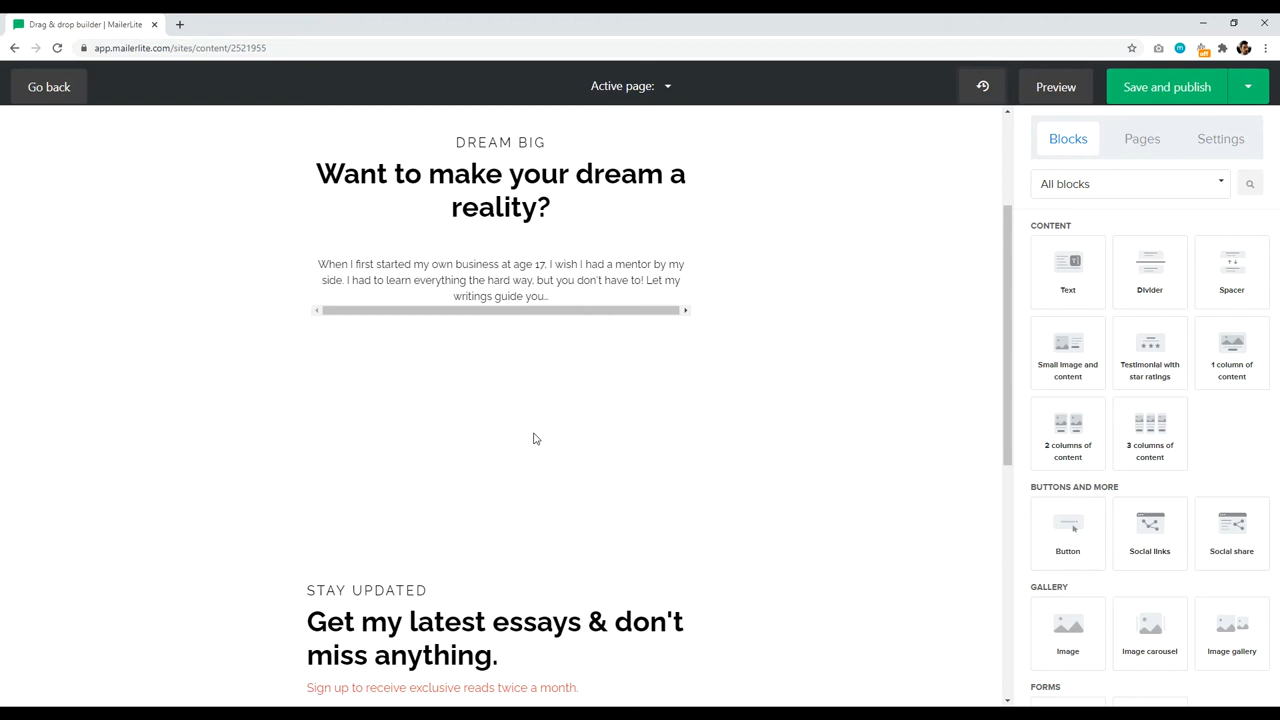 Drag & drop builder | MailerLite
app.mailerlite.com/sites/content/2521955
off
Go back
Active page:
Preview
Save and publish
DREAM BIG
Want to make your dream a
reality?
When I first started my own business at age 17, I wish I had a mentor by my
side. I had to learn everything the hard way, but you don't have to! Let my
writings guide you...
STAY UPDATED
Get my latest essays & don't
miss anything.
Sign up to receive exclusive reads twice a month.
Blocks
Pages
Settings
All blocks
CONTENT
Text
Divider
Spacer
Small image and
content
Testimonial with
star ratings
1 column of
content
2 columns of
content
3 columns of
content
BUTTONS AND MORE
Button
Social links
Social share
GALLERY
Image
Image carousel
Image gallery
FORMS